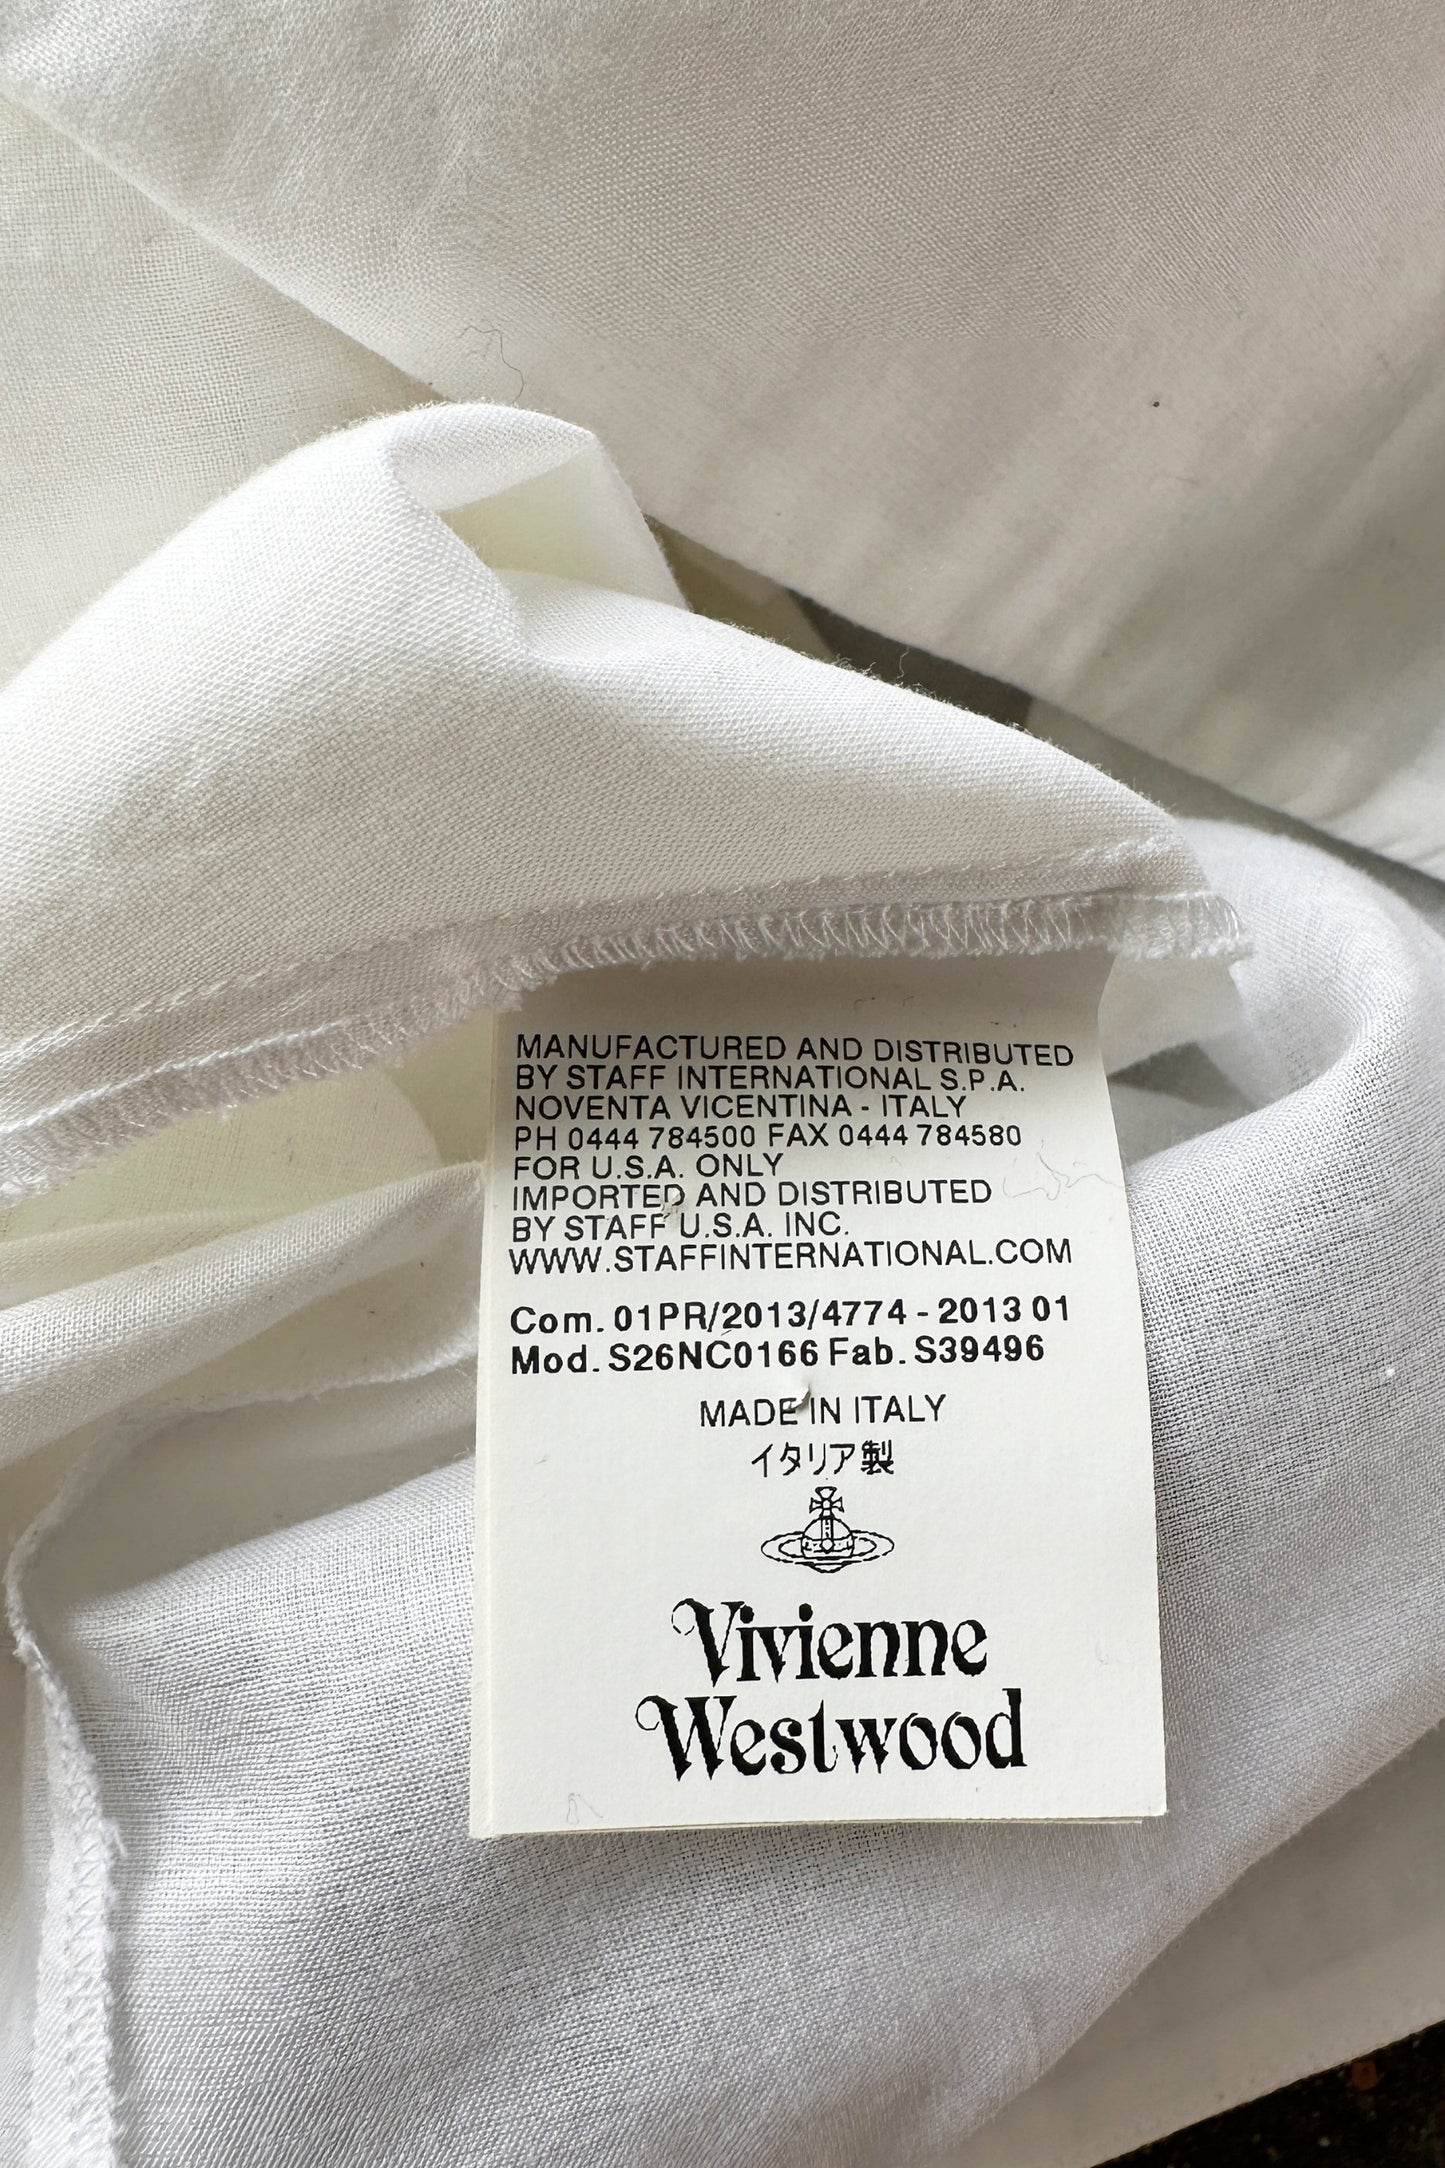 MANUFACTURED AND DISTRIBUTED
BY STAFF INTERNATIONAL S.P.A.
NOVENTA VICENTINA - ITALY
PH 0444 784500 FAX 0444 784580
FOR U.S.A. ONLY
IMPORTED AND DISTRIBUTED
BY STAFF U.S.A. INC.
WWW.STAFFINTERNATIONAL.COM
Com. 01PR/2013/4774 - 2013 01
Mod. S26NC0166 Fab. S39496
MADE IN ITALY
イタリア製
Vivienne
Westwood